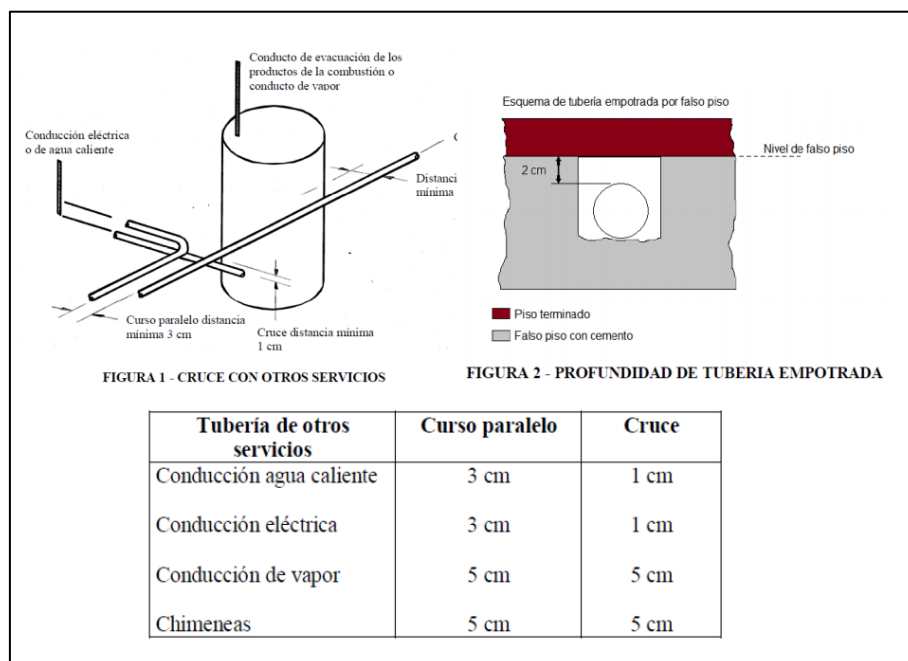 Conducto de evacuación de los
productos de la combustión o
conducto de vapor
Conducción eléctrica
o de agua caliente
Distanci
mínima
Curso paralelo distancia
mínima 3 cm
Cruce distancia mínima
1 cm
FIGURA 1 - CRUCE CON OTROS SERVICIOS
Esquema de tubería empotrada por falso piso
Nivel de falso piso
2 cm
Piso terminado
Falso piso con cemento
FIGURA 2 - PROFUNDIDAD DE TUBERIA EMPOTRADA
Tubería de otros
servicios
Curso paralelo
Cruce
Conducción agua caliente 3 cm 1 cm
Conducción eléctrica 3 cm 1 cm
Conducción de vapor 5 cm 5 cm
Chimeneas 5 cm 5 cm